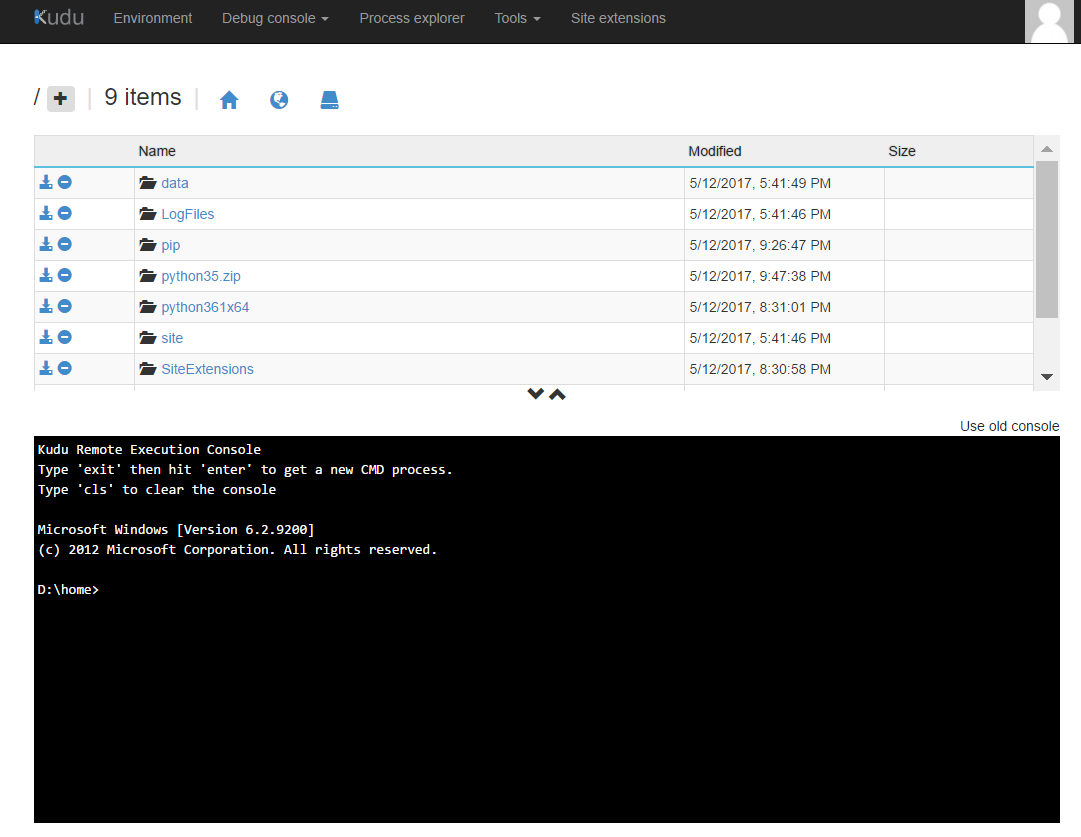 Kudu Environment Debug console Process explorer Tools Site extensions
/ 9 items
Name Modified Size
data 5/12/2017, 5:41:49 PM
LogFiles 5/12/2017, 5:41:46 PM
pip 5/12/2017, 9:26:47 PM
python35.zip 5/12/2017, 9:47:38 PM
python361x64 5/12/2017, 8:31:01 PM
site 5/12/2017, 5:41:46 PM
SiteExtensions 5/12/2017, 8:30:58 PM
Use old console
Kudu Remote Execution Console
Type 'exit' then hit 'enter' to get a new CMD process.
Type 'cls' to clear the console
Microsoft Windows [Version 6.2.9200]
(c) 2012 Microsoft Corporation. All rights reserved.
D:\home>